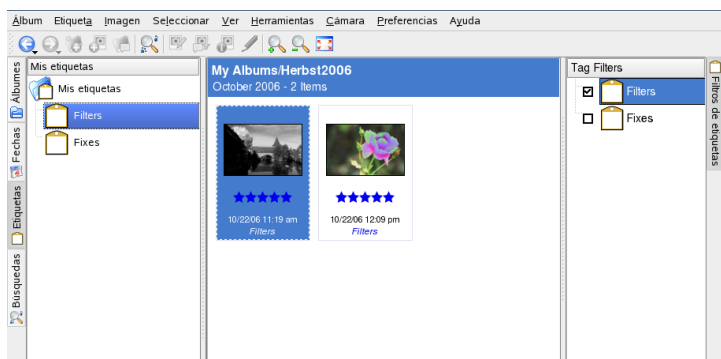 Álbum Etiqueta Imagen Seleccionar Ver Herramientas Cámara Preferencias Ayuda
Mis etiquetas
Mis etiquetas
Filters
Fixes
Álbumes
Fechas
Etiquetas
Búsquedas
My Albums/Herbst2006
October 2006 - 2 Items
10/22/06 11:19 am
Filters
10/22/06 12:09 pm
Filters
Tag Filters
Filters
Fixes
Filtros de etiquetas